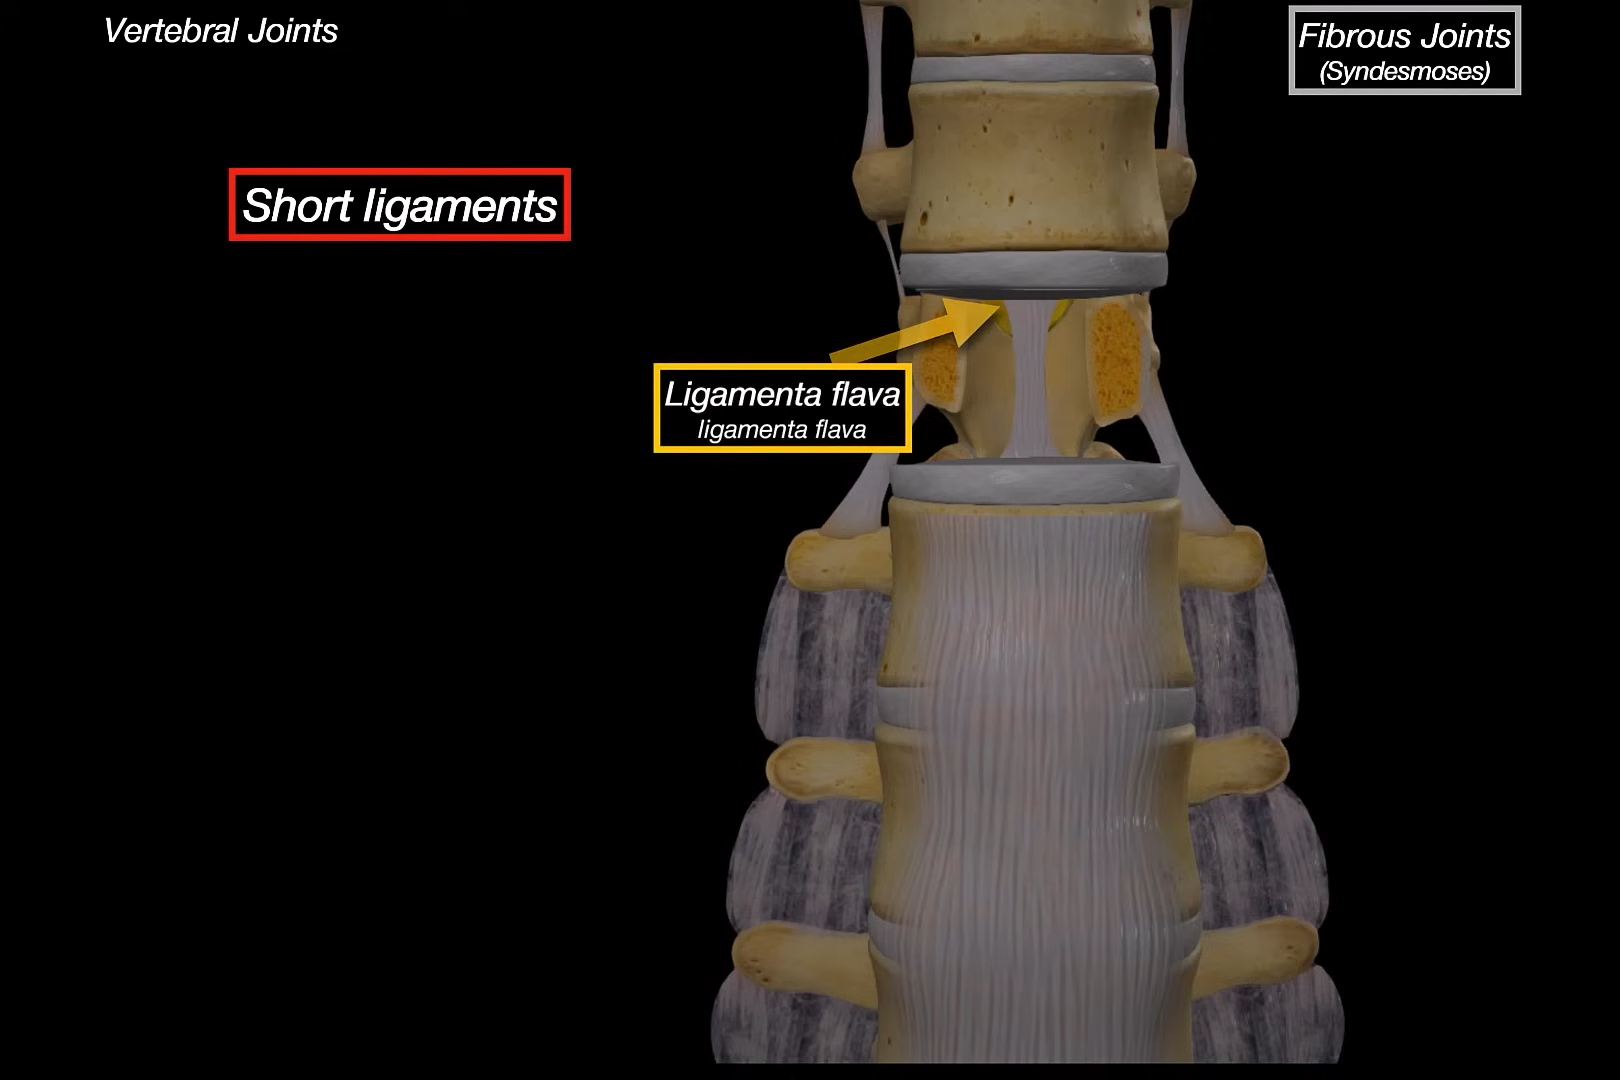 Vertebral Joints
Fibrous Joints
(Syndesmoses)
Short ligaments
Ligamenta flava
ligamenta flava